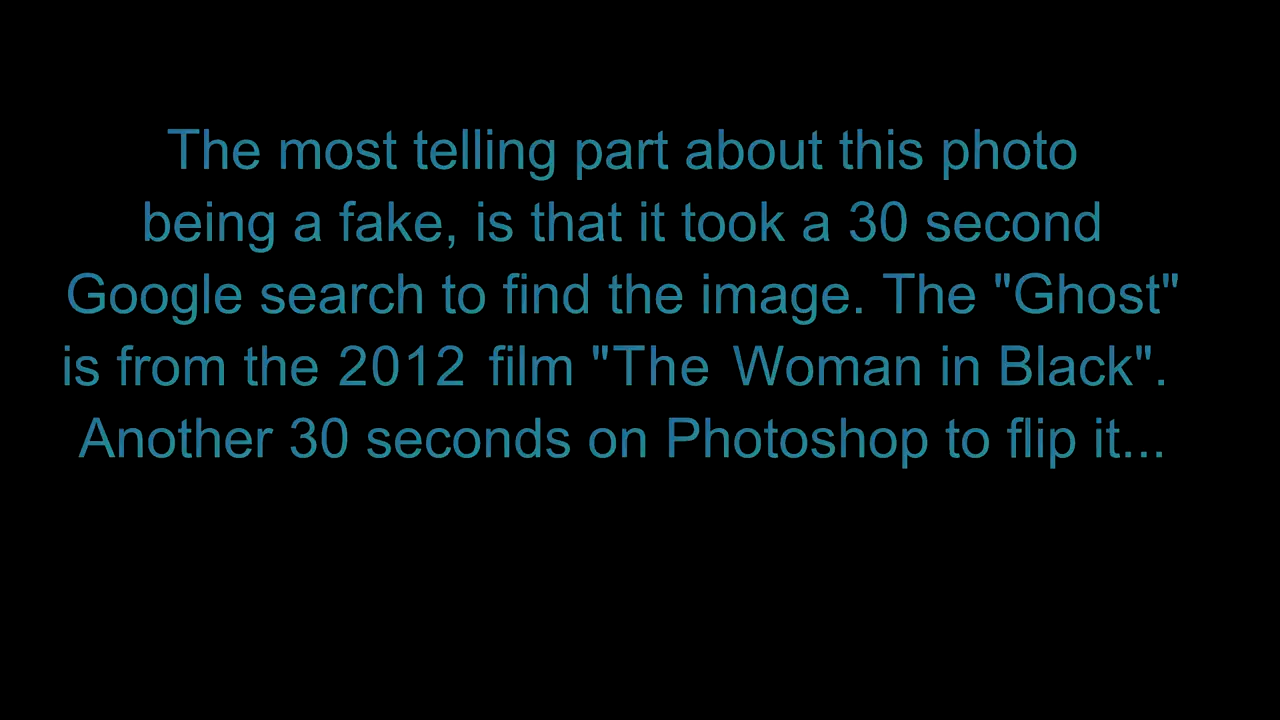 The most telling part about this photo
being a fake, is that it took a 30 second
Google search to find the image. The "Ghost"
is from the 2012 film "The Woman in Black".
Another 30 seconds on Photoshop to flip it...